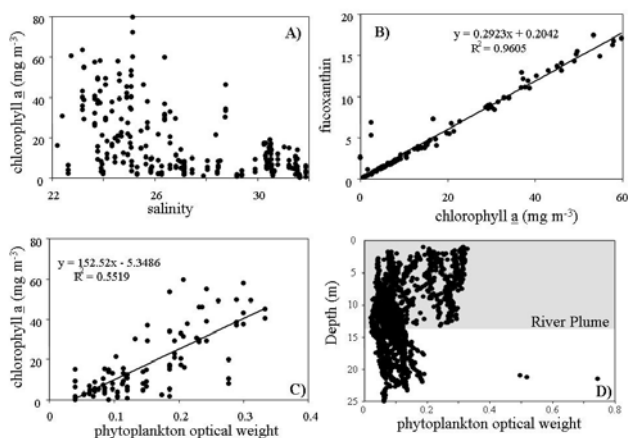 A)
chlorophyll a (mg m-3)
80
60
40
20
0
22
26
30
salinity
B)
y = 0.2923x + 0.2042
R2 = 0.9605
fucoxanthin
20
15
10
5
0
0
20
40
60
chlorophyll a (mg m-3)
y = 152.52x - 5.3486
R2 = 0.5519
chlorophyll a (mg m-3)
80
60
40
20
0
0
0.1
0.2
0.3
0.4
C)
phytoplankton optical weight
Depth (m)
0
5
10
15
20
25
River Plume
D)
0
0.2
0.4
0.6
0.8
phytoplankton optical weight